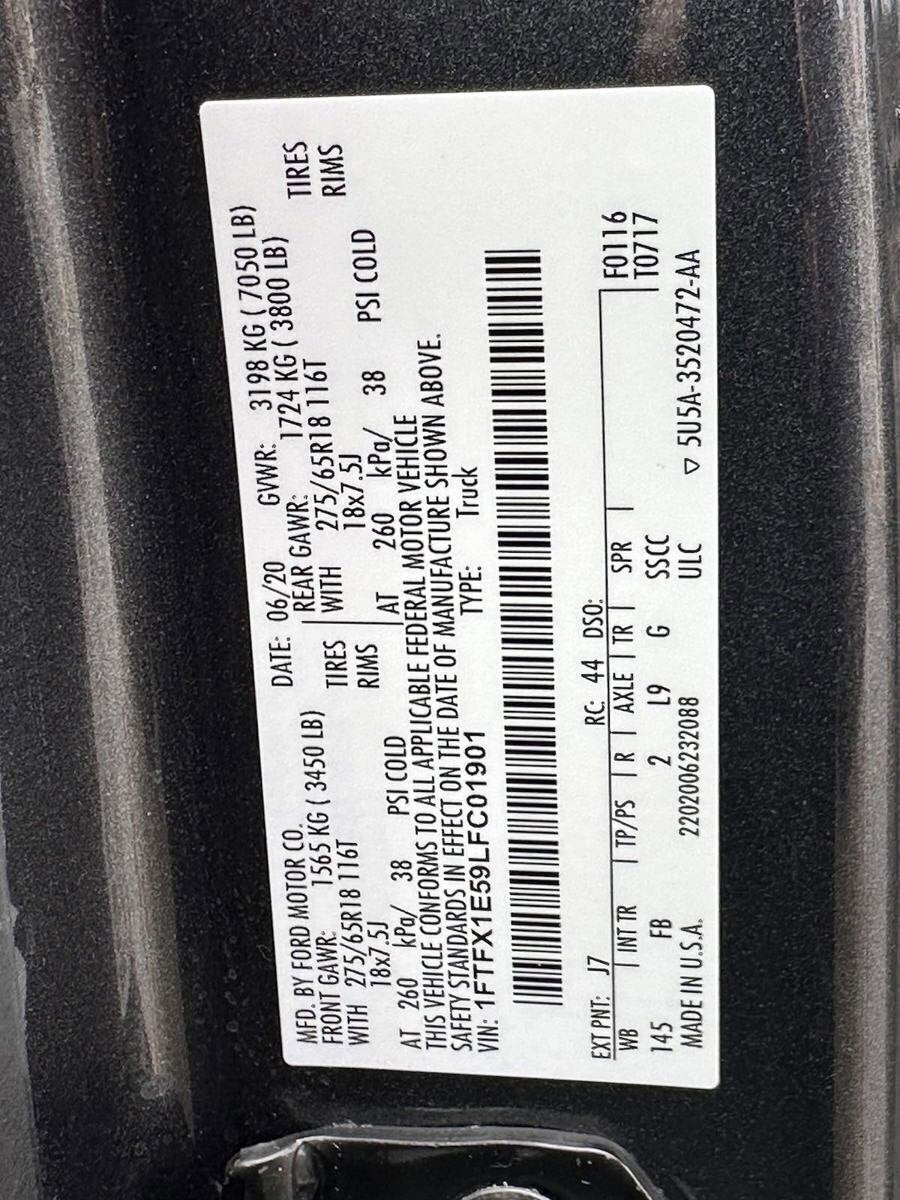 MFD. BY FORD MOTOR CO.
DATE: 06/20 GVWR: 3198 KG ( 7050 LB)
FRONT GAWR: 1565 KG ( 3450 LB)
REAR GAWR: 1724 KG ( 3800 LB)
WITH 275/65R18 116T TIRES
WITH 275/65R18 116T TIRES
18x7.5J RIMS
18x7.5J RIMS
AT 260 kPa/ 38 PSI COLD
AT 260 kPa/ 38 PSI COLD
THIS VEHICLE CONFORMS TO ALL APPLICABLE FEDERAL MOTOR VEHICLE
SAFETY STANDARDS IN EFFECT ON THE DATE OF MANUFACTURE SHOWN ABOVE.
VIN: 1FTFX1E59LFC01901 TYPE: Truck
EXT PNT: J7 RC: 44 DSO:
WB | INT TR | TP/PS | R | AXLE | TR | SPR | F0116
T0717
145 FB 2 L9 G SSCC
MADE IN U.S.A. 2202006232088 ULC ▽ 5U5A-3520472-AA